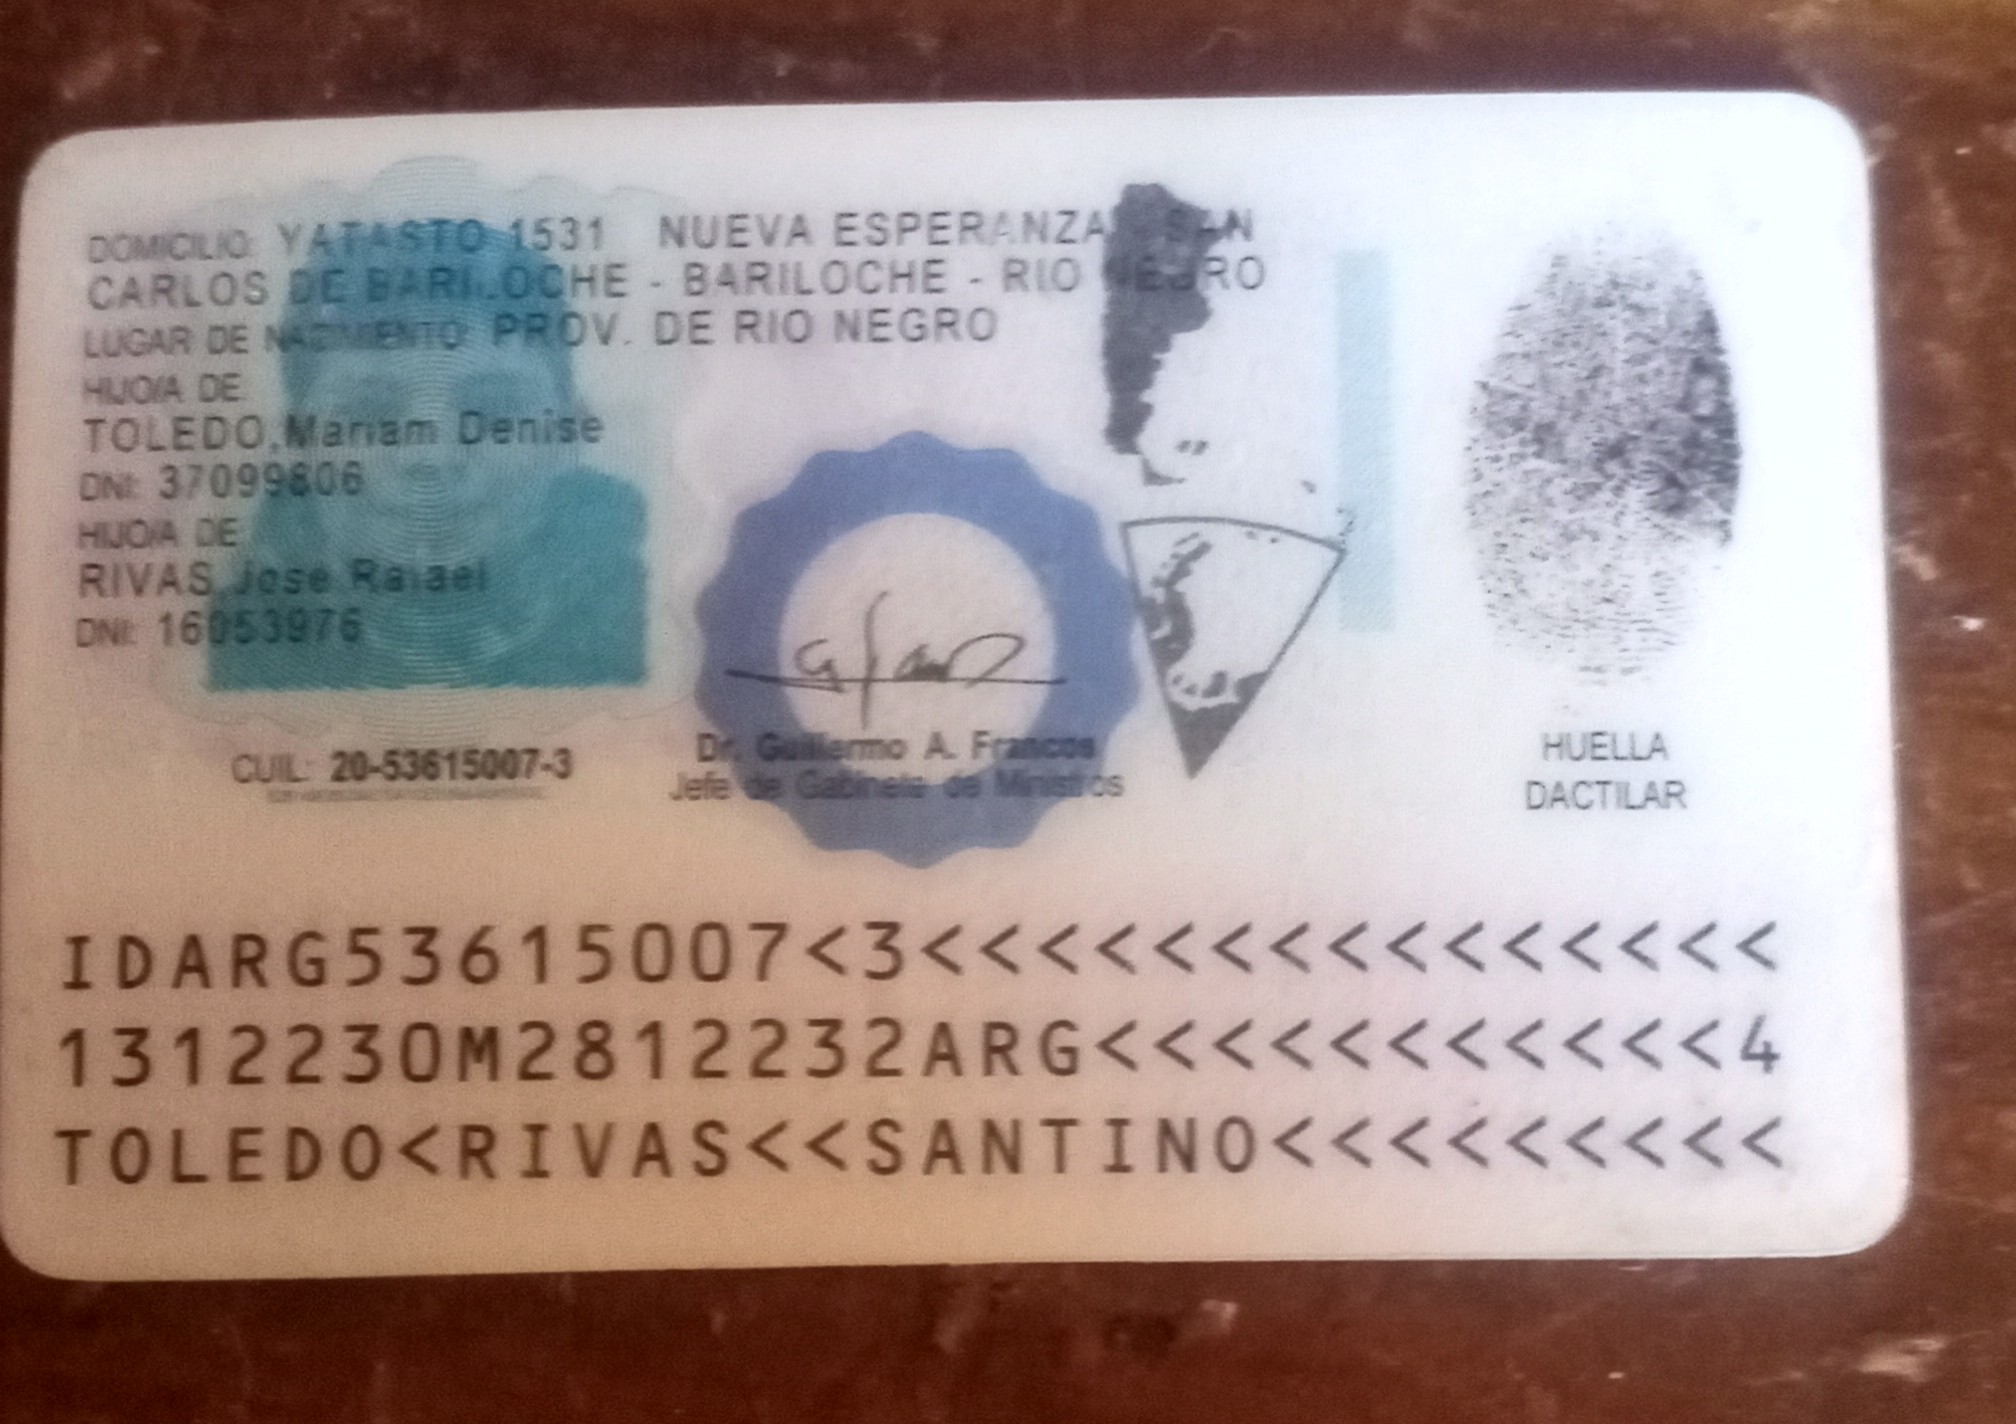 DOMICILIO: YATASTO 1531 NUEVA ESPERANZA - SAN
CARLOS DE BARILOCHE - BARILOCHE - RIO NEGRO
LUGAR DE NACIMIENTO: PROV. DE RIO NEGRO
HIJO/A DE
TOLEDO, Mariam Denise
DNI: 37099806
HIJO/A DE
RIVAS, Jose Rafael
DNI: 16053976
CUIL: 20-53615007-3
Dr. Guillermo A. Francos
Jefe de Gabinete de Ministros
HUELLA
DACTILAR
IDARG53615007<3<<<<<<<<<<<<<<<
1312230M2812232ARG<<<<<<<<<<<4
TOLEDO<RIVAS<<SANTINO<<<<<<<<<